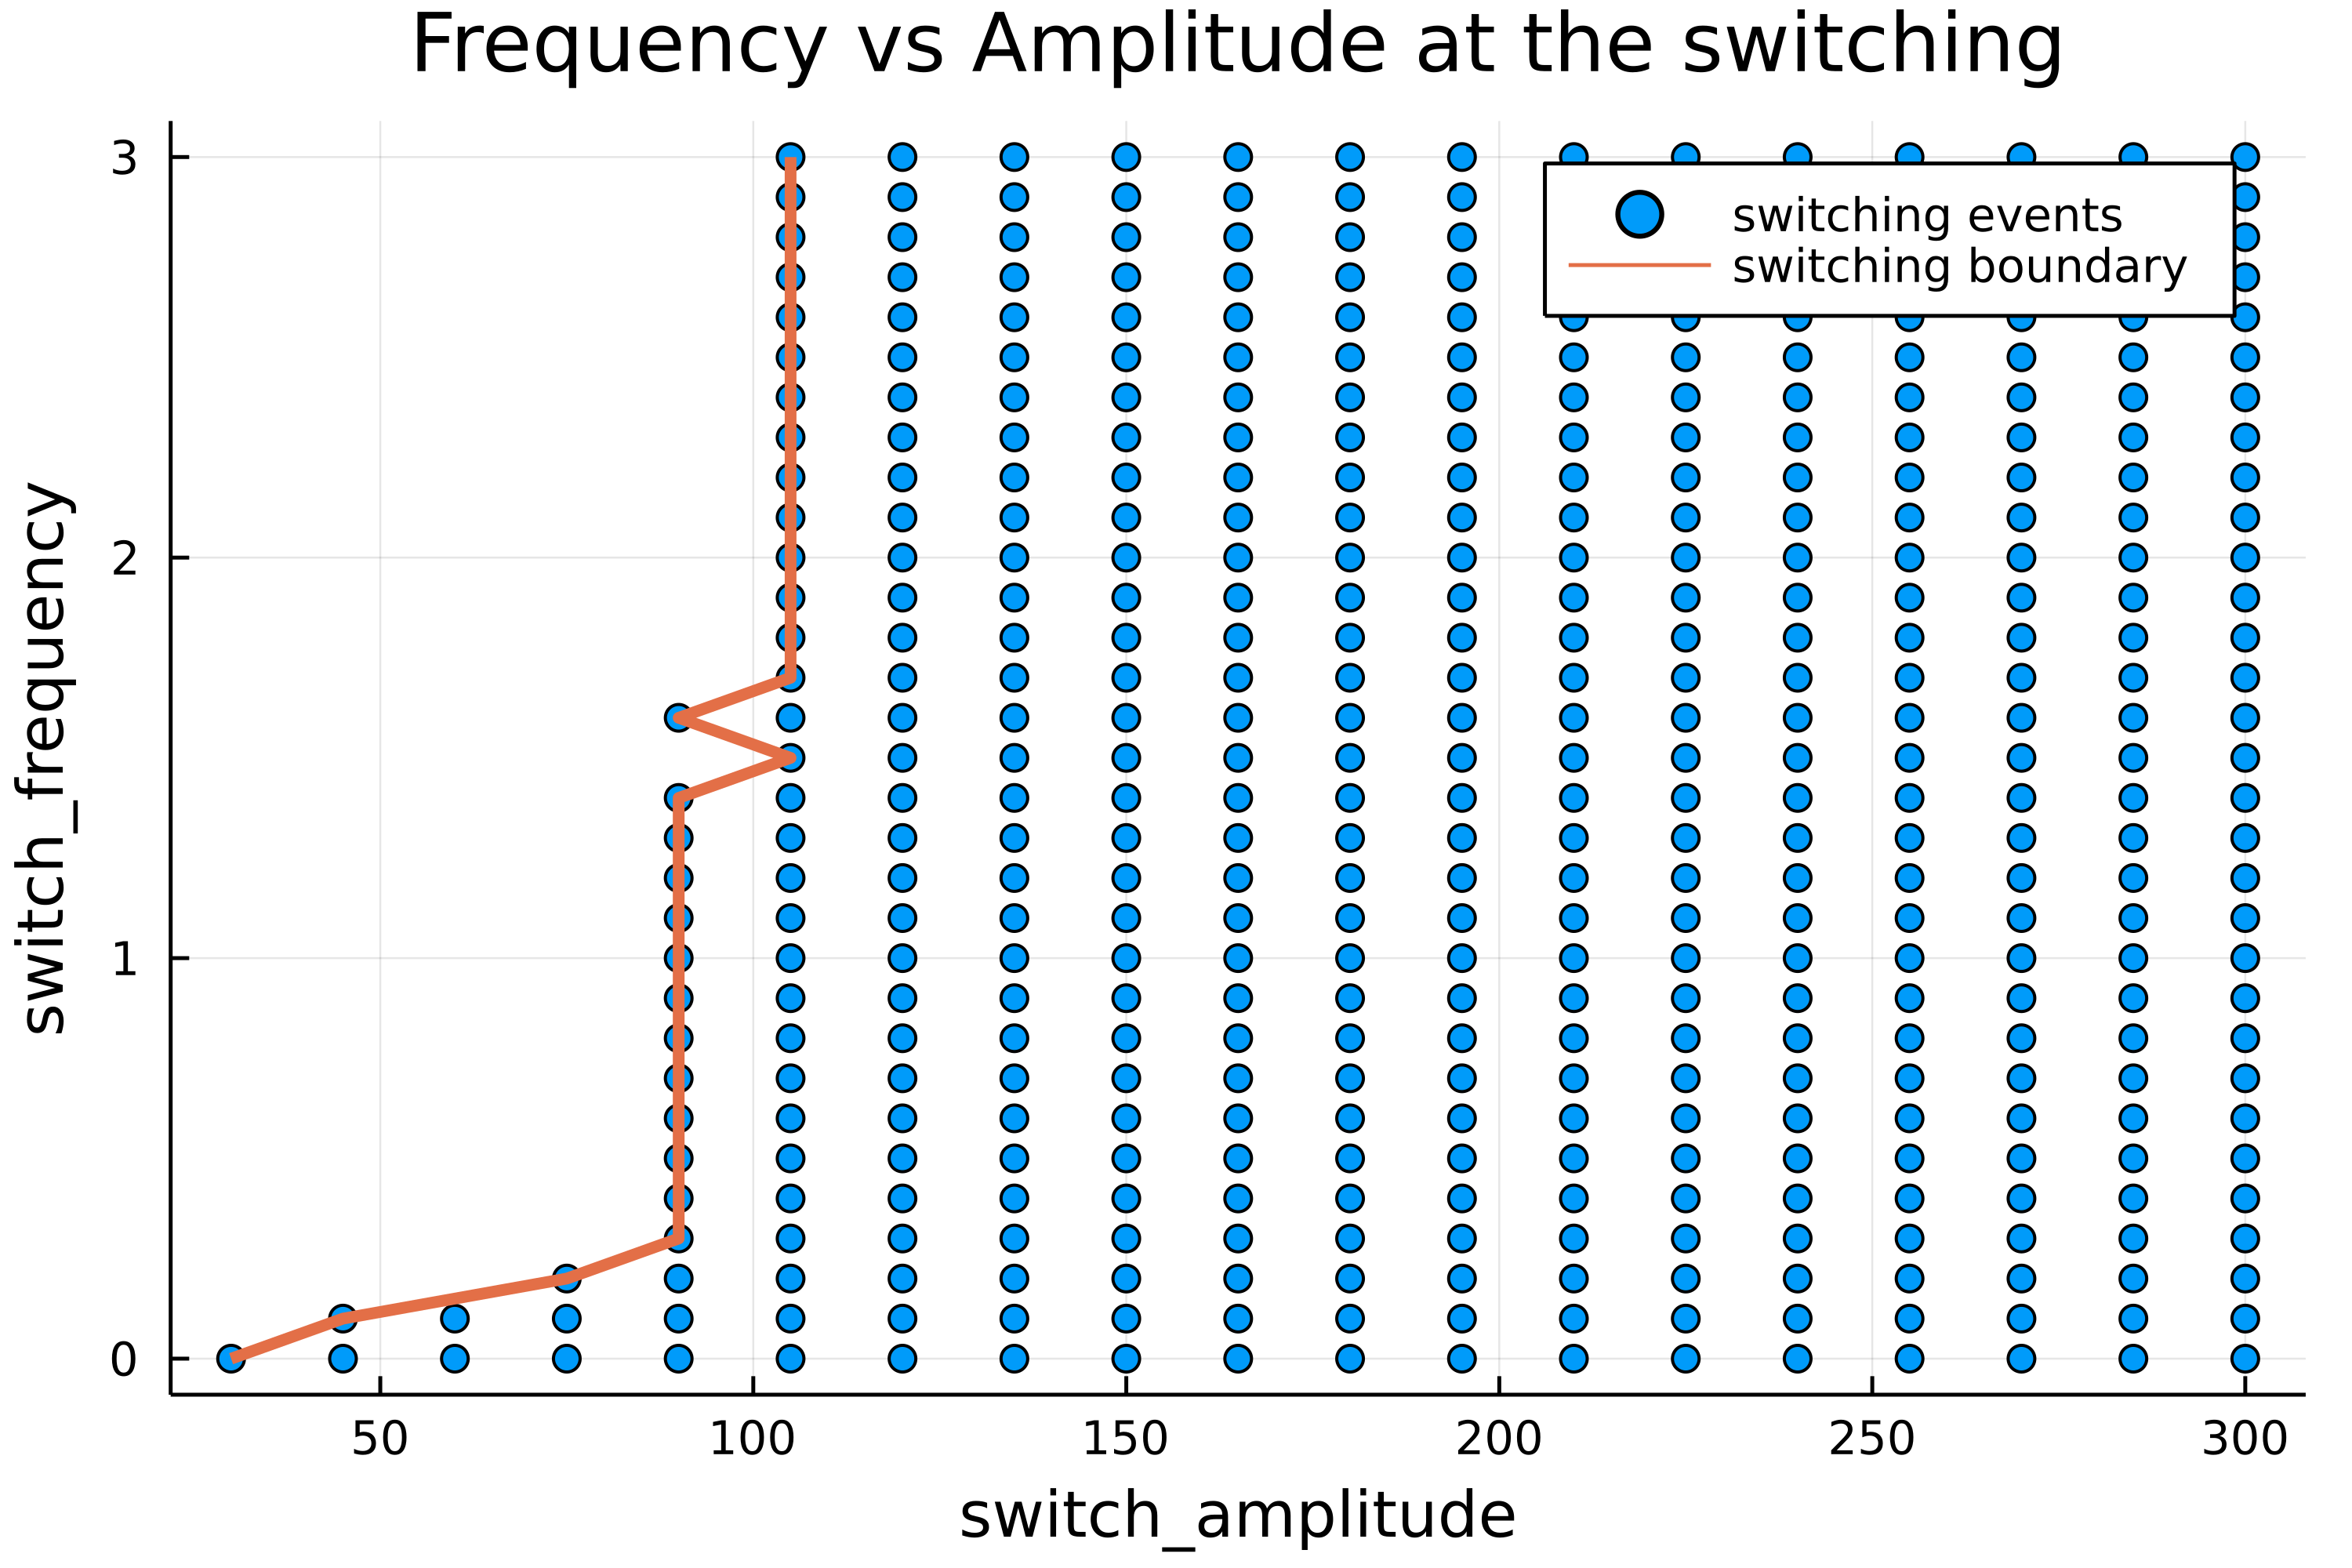 Frequency vs Amplitude at the switching
switching events
switching boundary
switch_frequency
3
2
1
0
50 100 150 200 250 300
switch_amplitude